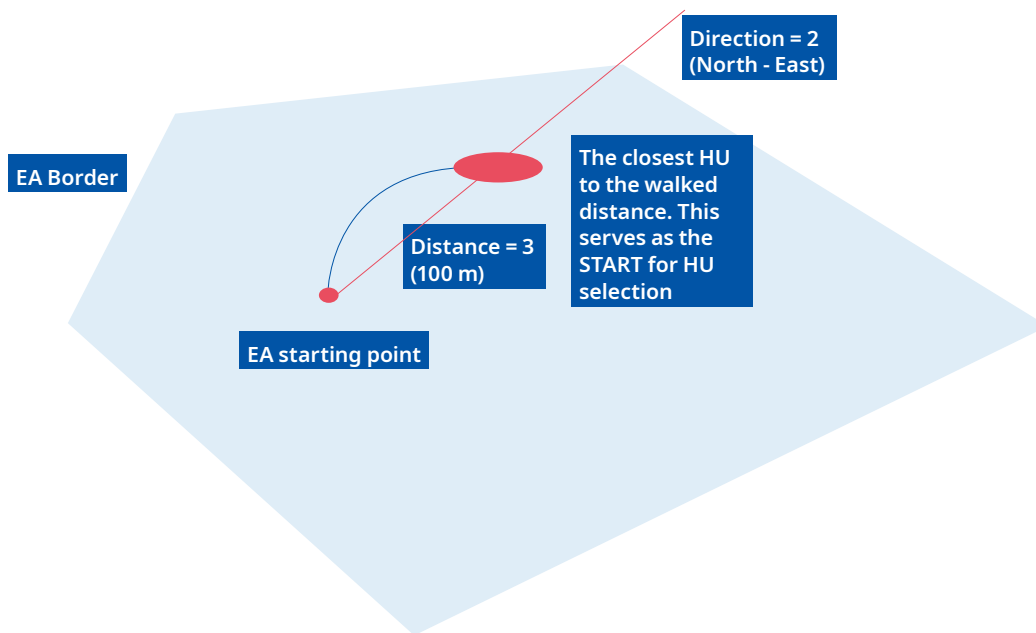 Direction = 2
(North - East)
EA Border
The closest HU
to the walked
distance. This
serves as the
START for HU
selection
Distance = 3
(100 m)
EA starting point